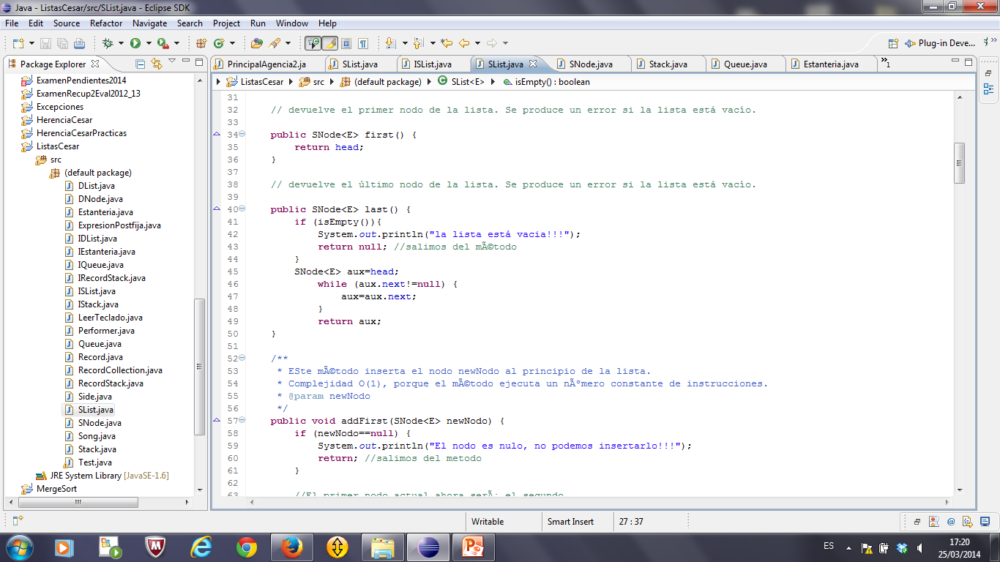 Java - ListasCesar/src/SList.java - Eclipse SDK
File Edit Source Refactor Navigate Search Project Run Window Help
Plug-in Deve...
Package Explorer
PrincipalAgencia2.ja SList.java ISList.java SList.java SNode.java Stack.java Queue.java Estanteria.java »1
ListasCesar src (default package) SList<E> isEmpty() : boolean
ExamenPendientes2014
ExamenRecup2Eval2012_13
Excepciones
HerenciaCesar
HerenciaCesarPracticas
ListasCesar
src
(default package)
DList.java
DNode.java
Estanteria.java
ExpresionPostfija.java
IDList.java
IEstanteria.java
IQueue.java
IRecordStack.java
ISList.java
IStack.java
LeerTeclado.java
Performer.java
Queue.java
Record.java
RecordCollection.java
RecordStack.java
Side.java
SList.java
SNode.java
Song.java
Stack.java
Test.java
JRE System Library [JavaSE-1.6]
MergeSort
31
32 // devuelve el primer nodo de la lista. Se produce un error si la lista está vacío.
33
34 public SNode<E> first() {
35 return head;
36 }
37
38 // devuelve el último nodo de la lista. Se produce un error si la lista está vacío.
39
40 public SNode<E> last() {
41 if (isEmpty()){
42 System.out.println("la lista está vacia!!!");
43 return null; //salimos del mÃ©todo
44 }
45 SNode<E> aux=head;
46 while (aux.next!=null) {
47 aux=aux.next;
48 }
49 return aux;
50 }
51
52 /**
53 * ESte mÃ©todo inserta el nodo newNodo al principio de la lista.
54 * Complejidad O(1), porque el mÃ©todo ejecuta un nÃºmero constante de instrucciones.
55 * @param newNodo
56 */
57 public void addFirst(SNode<E> newNodo) {
58 if (newNodo==null) {
59 System.out.println("El nodo es nulo, no podemos insertarlo!!!");
60 return; //salimos del metodo
61 }
62
63 //El primer nodo actual ahora serÃ¡ el segundo
Writable Smart Insert 27 : 37
ES 17:20
25/03/2014